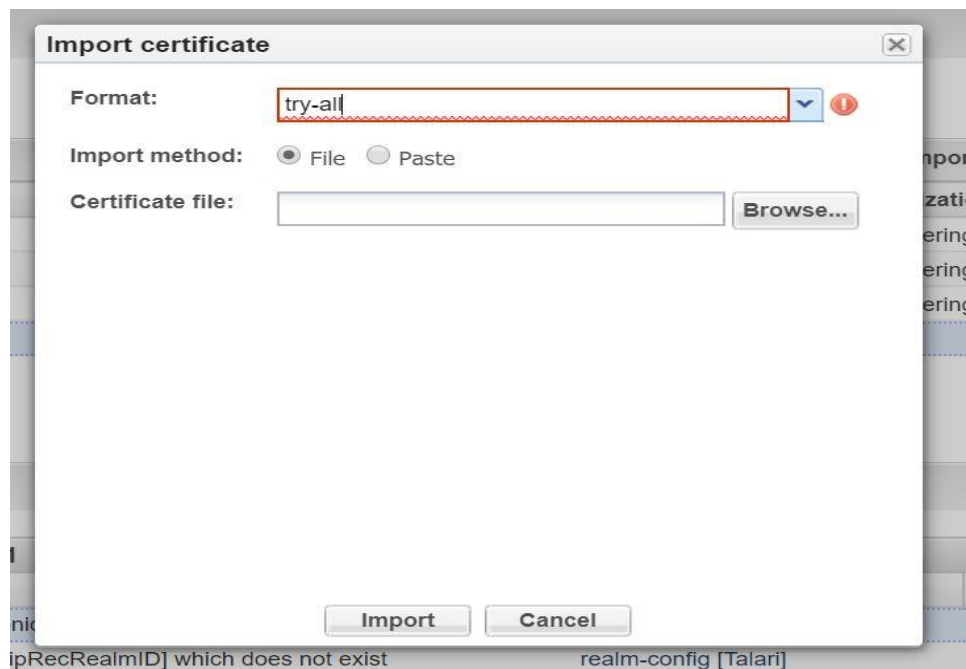 Import certificate
Format:
try-all
Import method:
File
Paste
Certificate file:
Browse...
Import
Cancel
ipRecRealmID] which does not exist
realm-config [Talari]